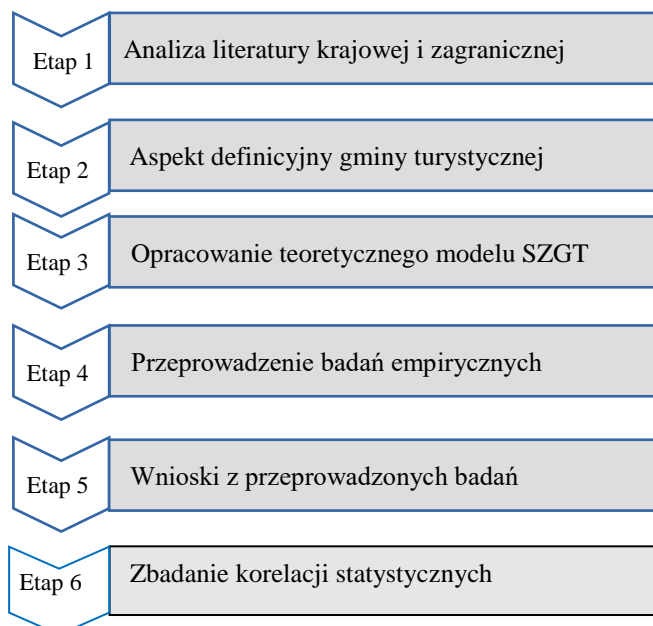 Etap 1 Analiza literatury krajowej i zagranicznej
Etap 2 Aspekt definicyjny gminy turystycznej
Etap 3 Opracowanie teoretycznego modelu SZGT
Etap 4 Przeprowadzenie badań empirycznych
Etap 5 Wnioski z przeprowadzonych badań
Etap 6 Zbadanie korelacji statystycznych